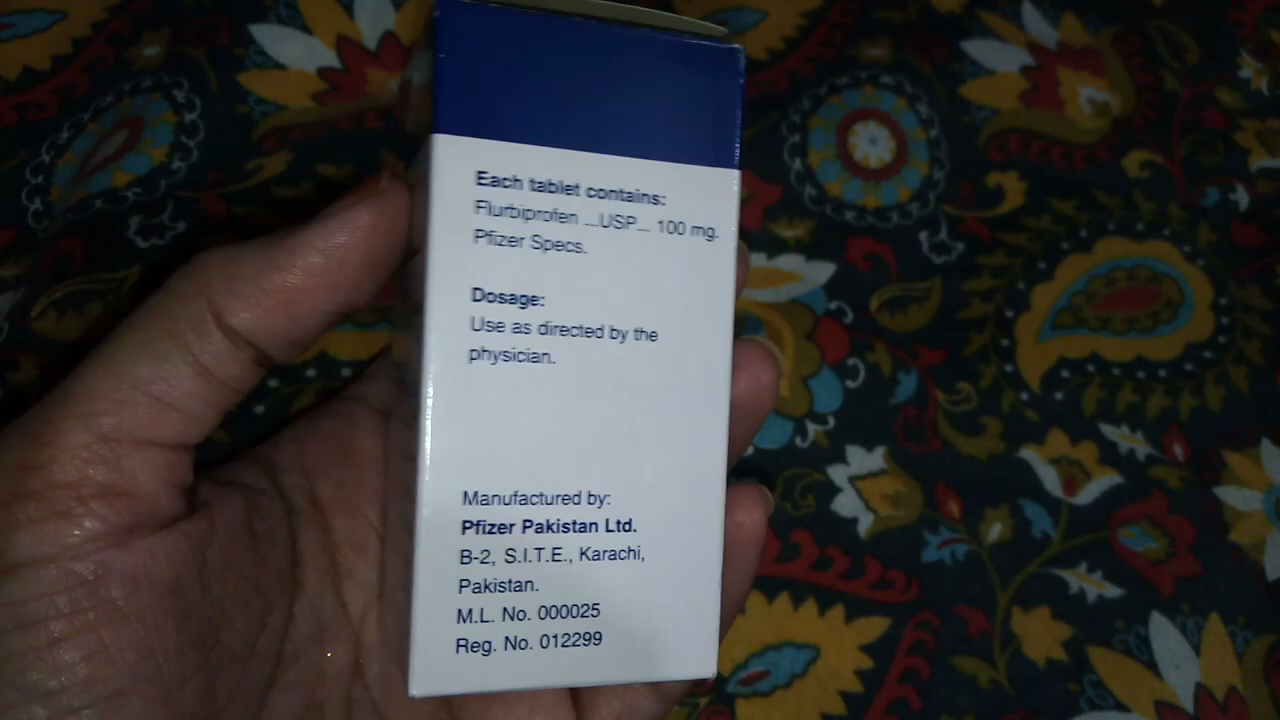 Each tablet contains:
Flurbiprofen ...USP... 100 mg.
Pfizer Specs.
Dosage:
Use as directed by the
physician.
Manufactured by:
Pfizer Pakistan Ltd.
B-2, S.I.T.E., Karachi,
Pakistan.
M.L. No. 000025
Reg. No. 012299